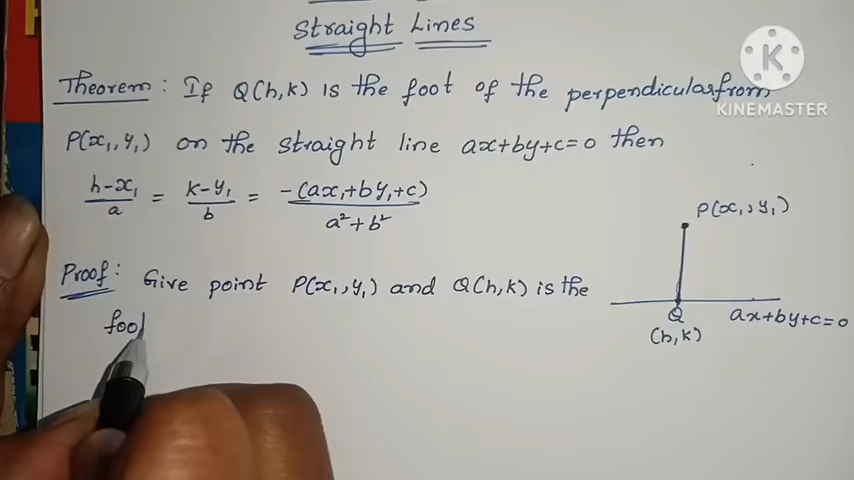 Straight Lines
Theorem : If Q(h,k) is the foot of the perpendicular from
P(x₁,y₁) on the straight line ax+by+c=0 then
(h-x₁)/a = (k-y₁)/b = -(ax₁+by₁+c)/(a²+b²)
Proof : Give point P(x₁,y₁) and Q(h,k) is the
foo
P(x₁,y₁)
Q
(h,k)
ax+by+c=0
K
KINEMASTER